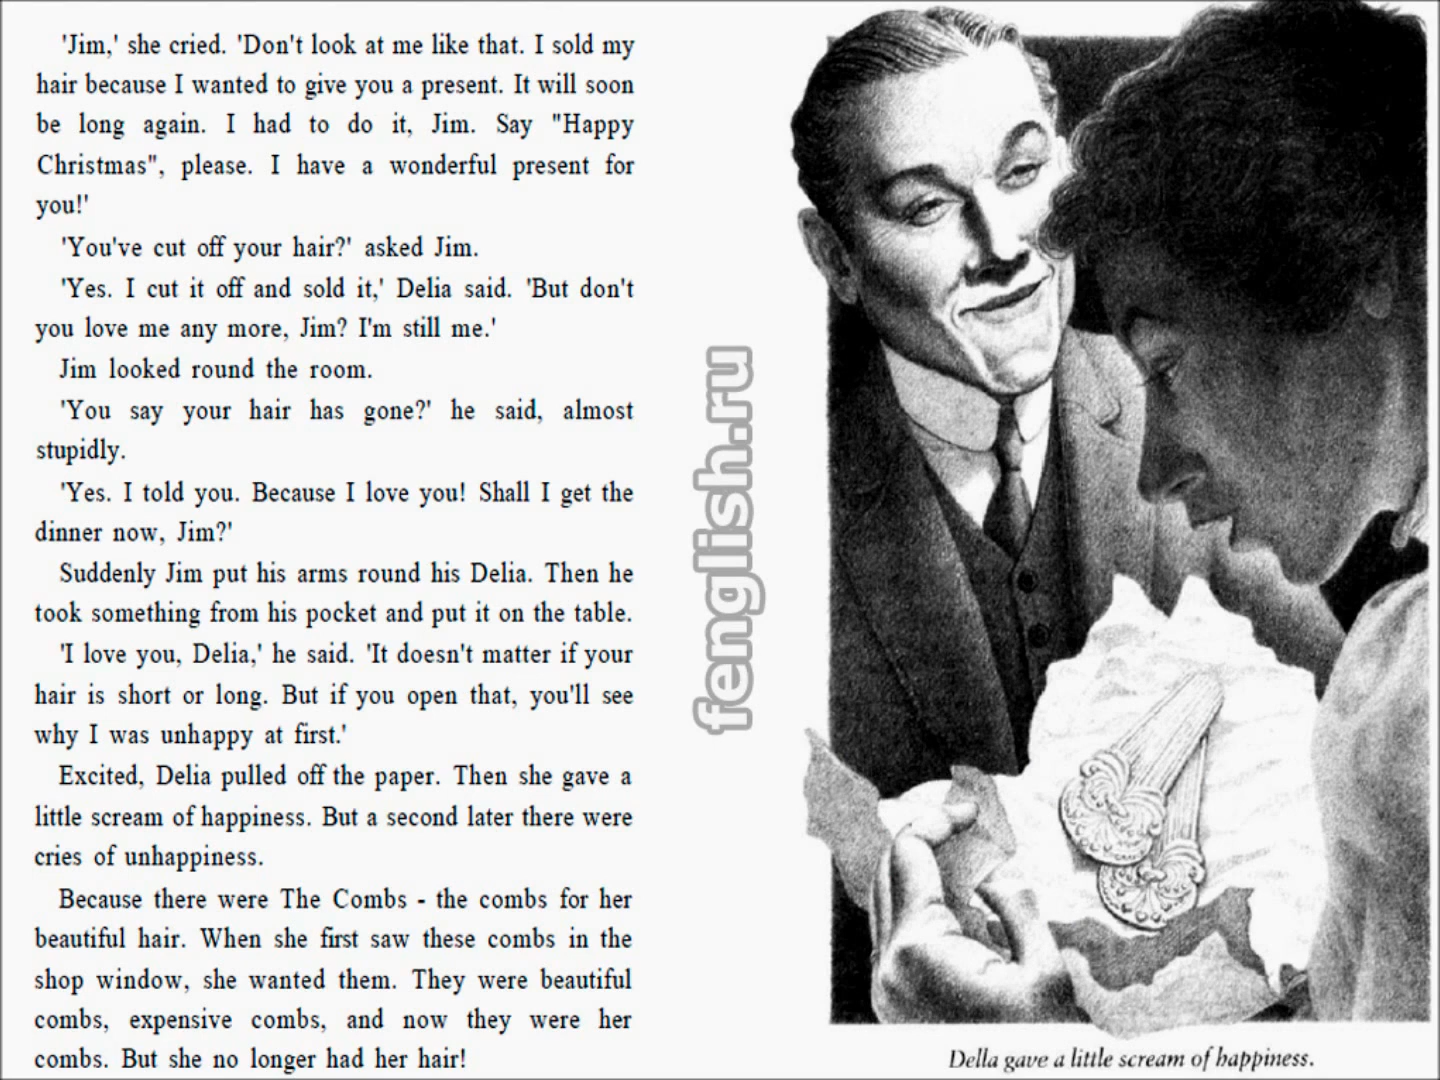 'Jim,' she cried. 'Don't look at me like that. I sold my
hair because I wanted to give you a present. It will soon
be long again. I had to do it, Jim. Say "Happy
Christmas", please. I have a wonderful present for
you!'
'You've cut off your hair?' asked Jim.
'Yes. I cut it off and sold it,' Delia said. 'But don't
you love me any more, Jim? I'm still me.'
Jim looked round the room.
'You say your hair has gone?' he said, almost
stupidly.
'Yes. I told you. Because I love you! Shall I get the
dinner now, Jim?'
Suddenly Jim put his arms round his Delia. Then he
took something from his pocket and put it on the table.
'I love you, Delia,' he said. 'It doesn't matter if your
hair is short or long. But if you open that, you'll see
why I was unhappy at first.'
Excited, Delia pulled off the paper. Then she gave a
little scream of happiness. But a second later there were
cries of unhappiness.
Because there were The Combs - the combs for her
beautiful hair. When she first saw these combs in the
shop window, she wanted them. They were beautiful
combs, expensive combs, and now they were her
combs. But she no longer had her hair!
fenglish.ru
Della gave a little scream of happiness.